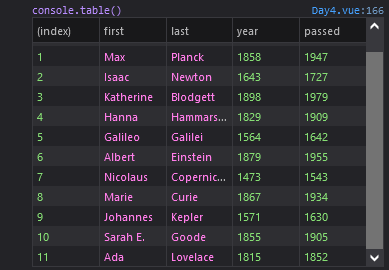 console.table() Day4.vue:166
(index) first last year passed
1 Max Planck 1858 1947
2 Isaac Newton 1643 1727
3 Katherine Blodgett 1898 1979
4 Hanna Hammars... 1829 1909
5 Galileo Galilei 1564 1642
6 Albert Einstein 1879 1955
7 Nicolaus Copernic... 1473 1543
8 Marie Curie 1867 1934
9 Johannes Kepler 1571 1630
10 Sarah E. Goode 1855 1905
11 Ada Lovelace 1815 1852